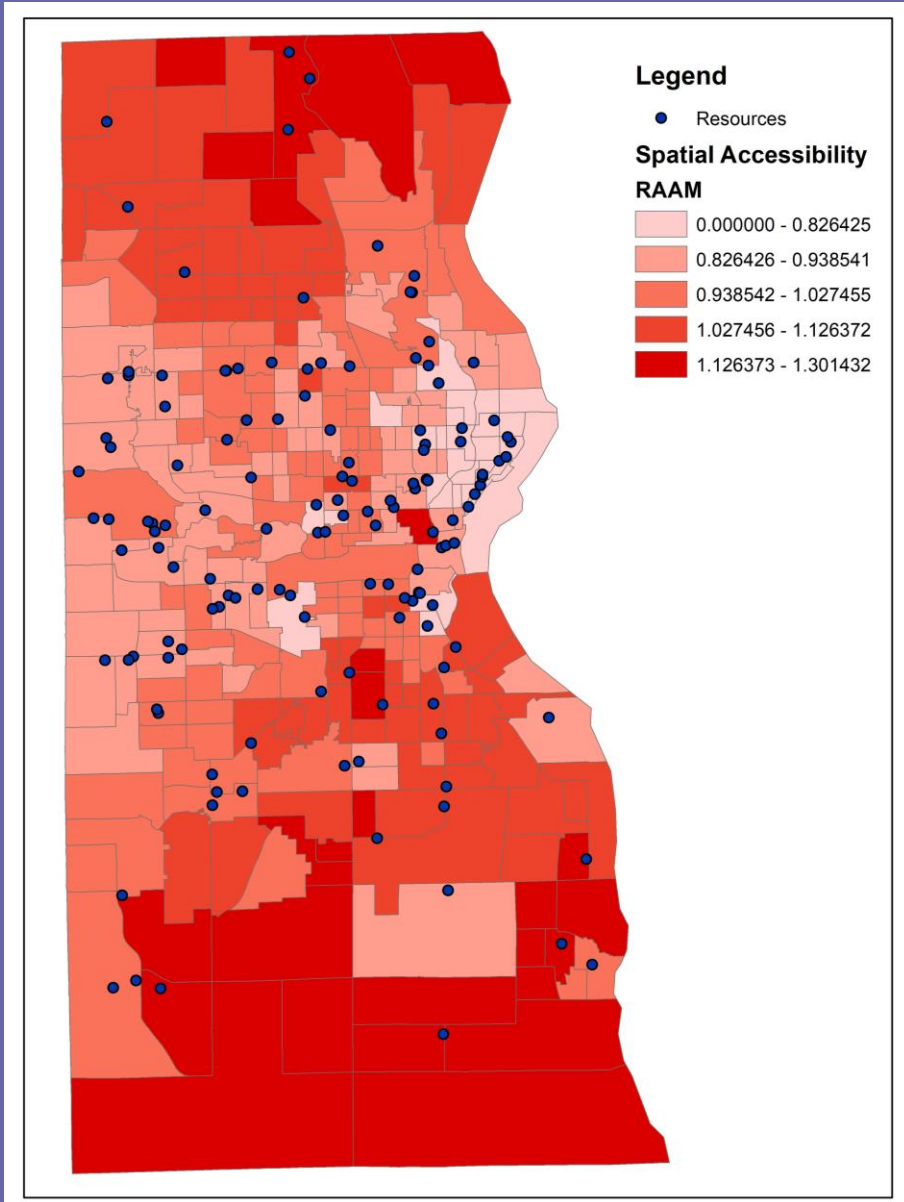 Legend
Resources
Spatial Accessibility
RAAM
0.000000 - 0.826425
0.826426 - 0.938541
0.938542 - 1.027455
1.027456 - 1.126372
1.126373 - 1.301432